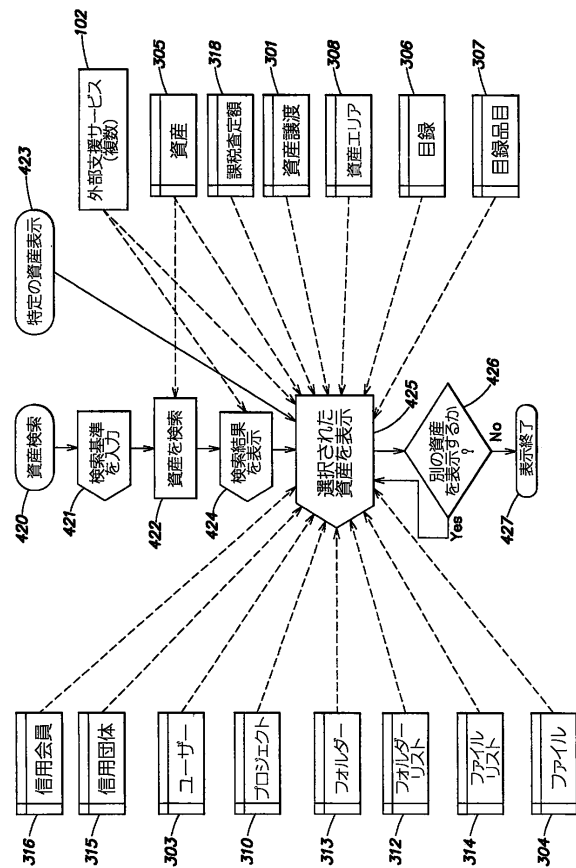 423
特定の資産表示
102
外部支援サービス
(複数)
305
資産
318
課税査定額
301
資産譲渡
308
資産エリア
306
目録
307
目録品目
420
資産検索
421
検索基準
を入力
422
資産を検索
424
検索結果
を表示
425
選択された
資産を表示
426
別の資産
を表示するか
?
Yes
No
427
表示終了
316
信用会員
315
信用団体
303
ユーザー
310
プロジェクト
313
フォルダー
312
フォルダー
リスト
314
ファイル
リスト
304
ファイル